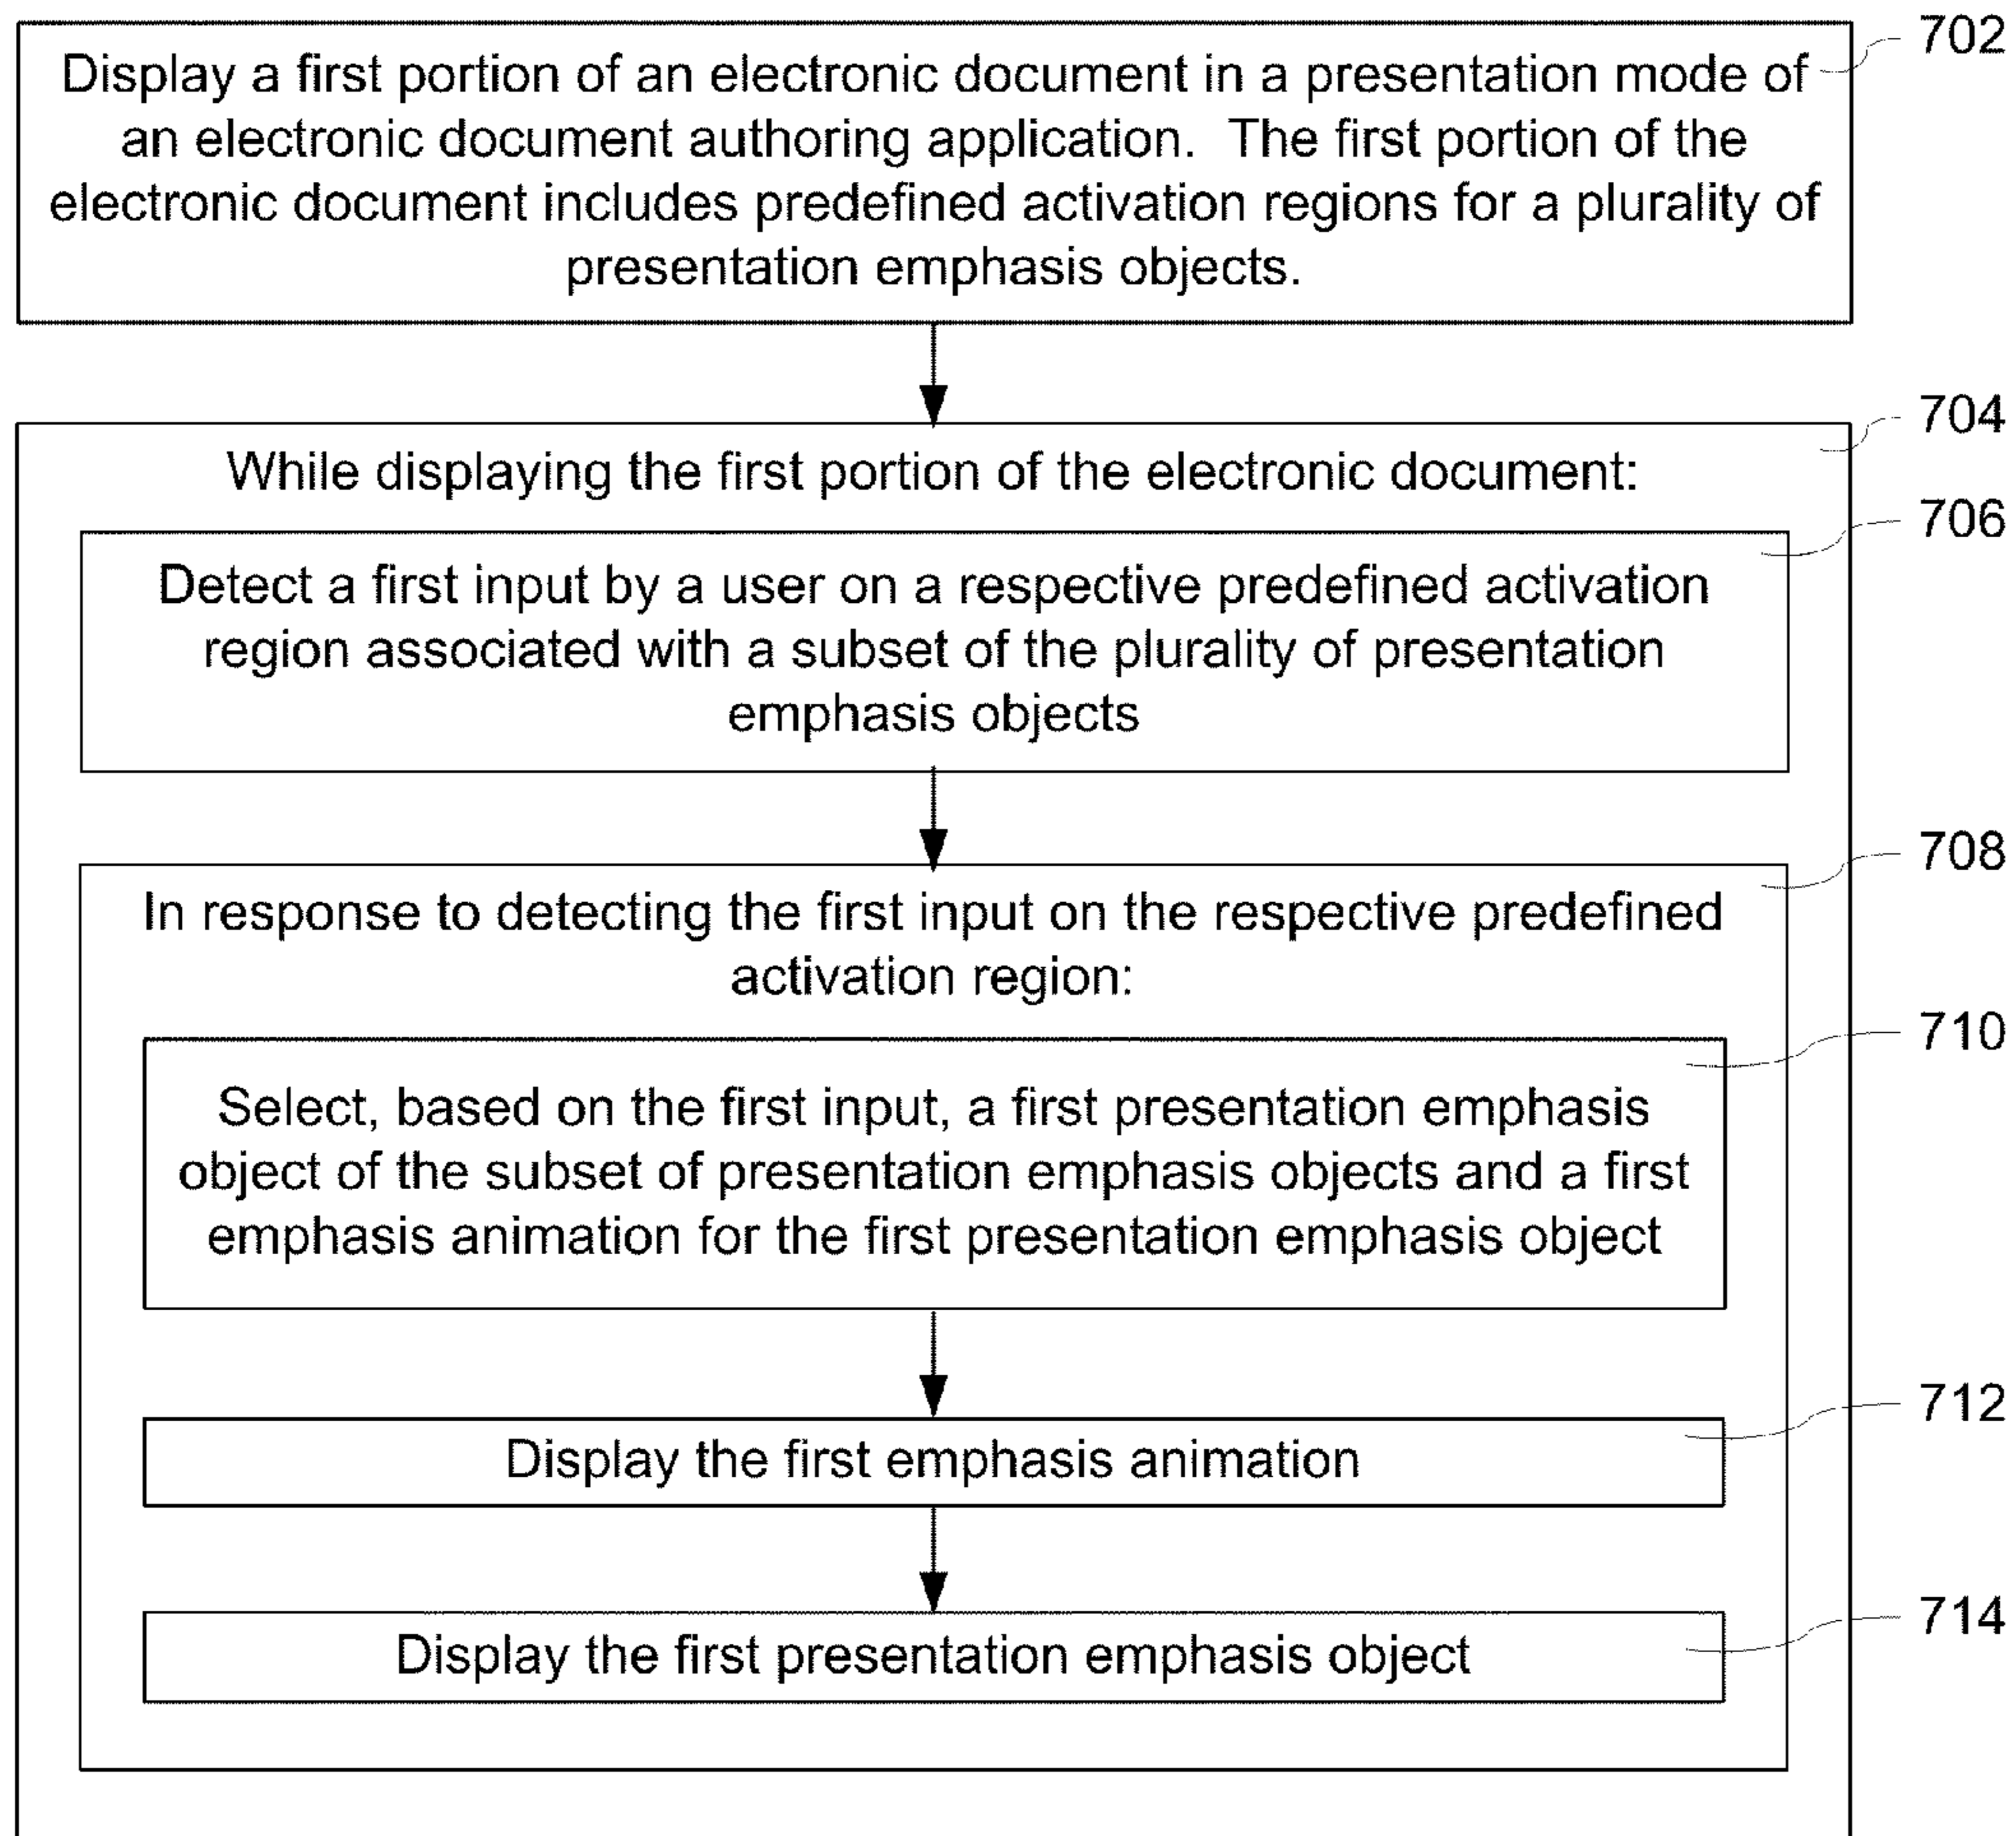 702
Display a first portion of an electronic document in a presentation mode of
an electronic document authoring application.  The first portion of the
electronic document includes predefined activation regions for a plurality of
presentation emphasis objects.
704
While displaying the first portion of the electronic document:
706
Detect a first input by a user on a respective predefined activation
region associated with a subset of the plurality of presentation
emphasis objects
708
In response to detecting the first input on the respective predefined
activation region:
710
Select, based on the first input, a first presentation emphasis
object of the subset of presentation emphasis objects and a first
emphasis animation for the first presentation emphasis object
712
Display the first emphasis animation
714
Display the first presentation emphasis object